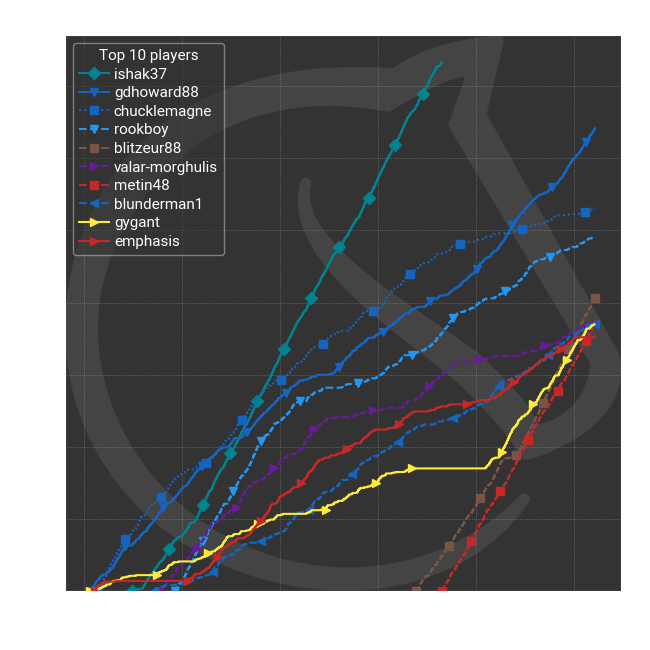 Top 10 players
ishak37
gdhoward88
chucklemagne
rookboy
blitzeur88
valar-morghulis
metin48
blunderman1
gygant
emphasis